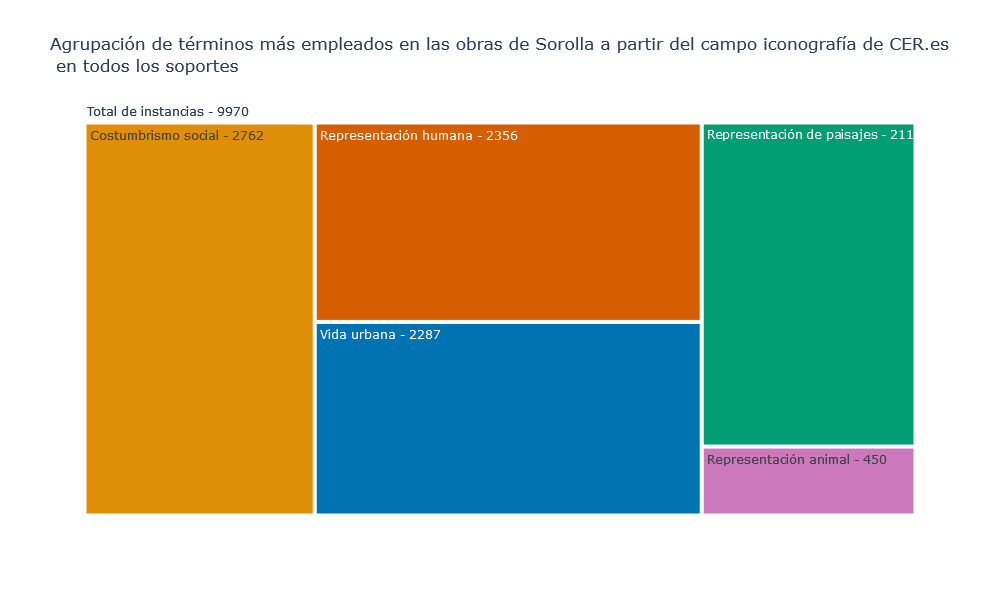 Agrupación de términos más empleados en las obras de Sorolla a partir del campo iconografía de CER.es
en todos los soportes
Total de instancias - 9970
Costumbrismo social - 2762
Representación humana - 2356
Representación de paisajes - 211
Vida urbana - 2287
Representación animal - 450